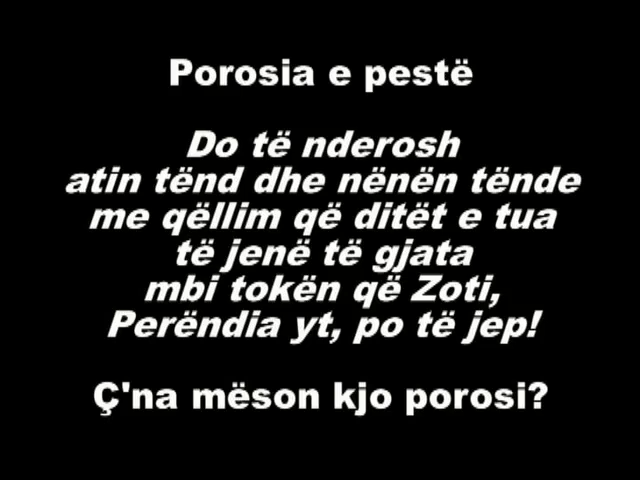 Porosia e pestë
Do të nderosh
atin tënd dhe nënën tënde
me qëllim që ditët e tua
të jenë të gjata
mbi tokën që Zoti,
Perëndia yt, po të jep!
Ç'na mëson kjo porosi?